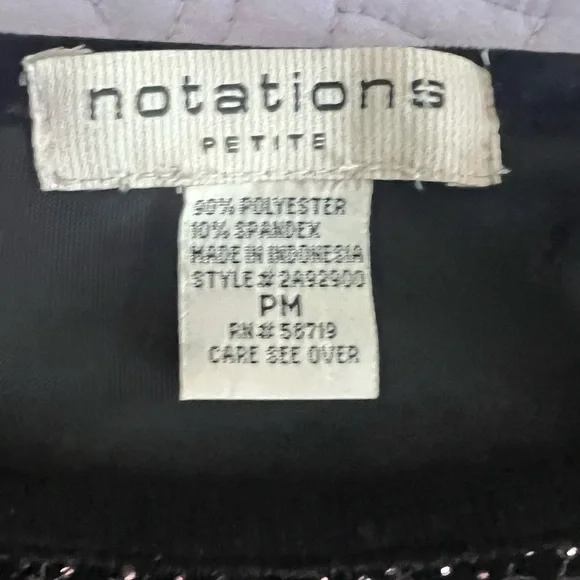 notations
PETITE
90% POLYESTER
10% SPANDEX
MADE IN INDONESIA
STYLE# 2A92900
PM
RN# 58719
CARE SEE OVER